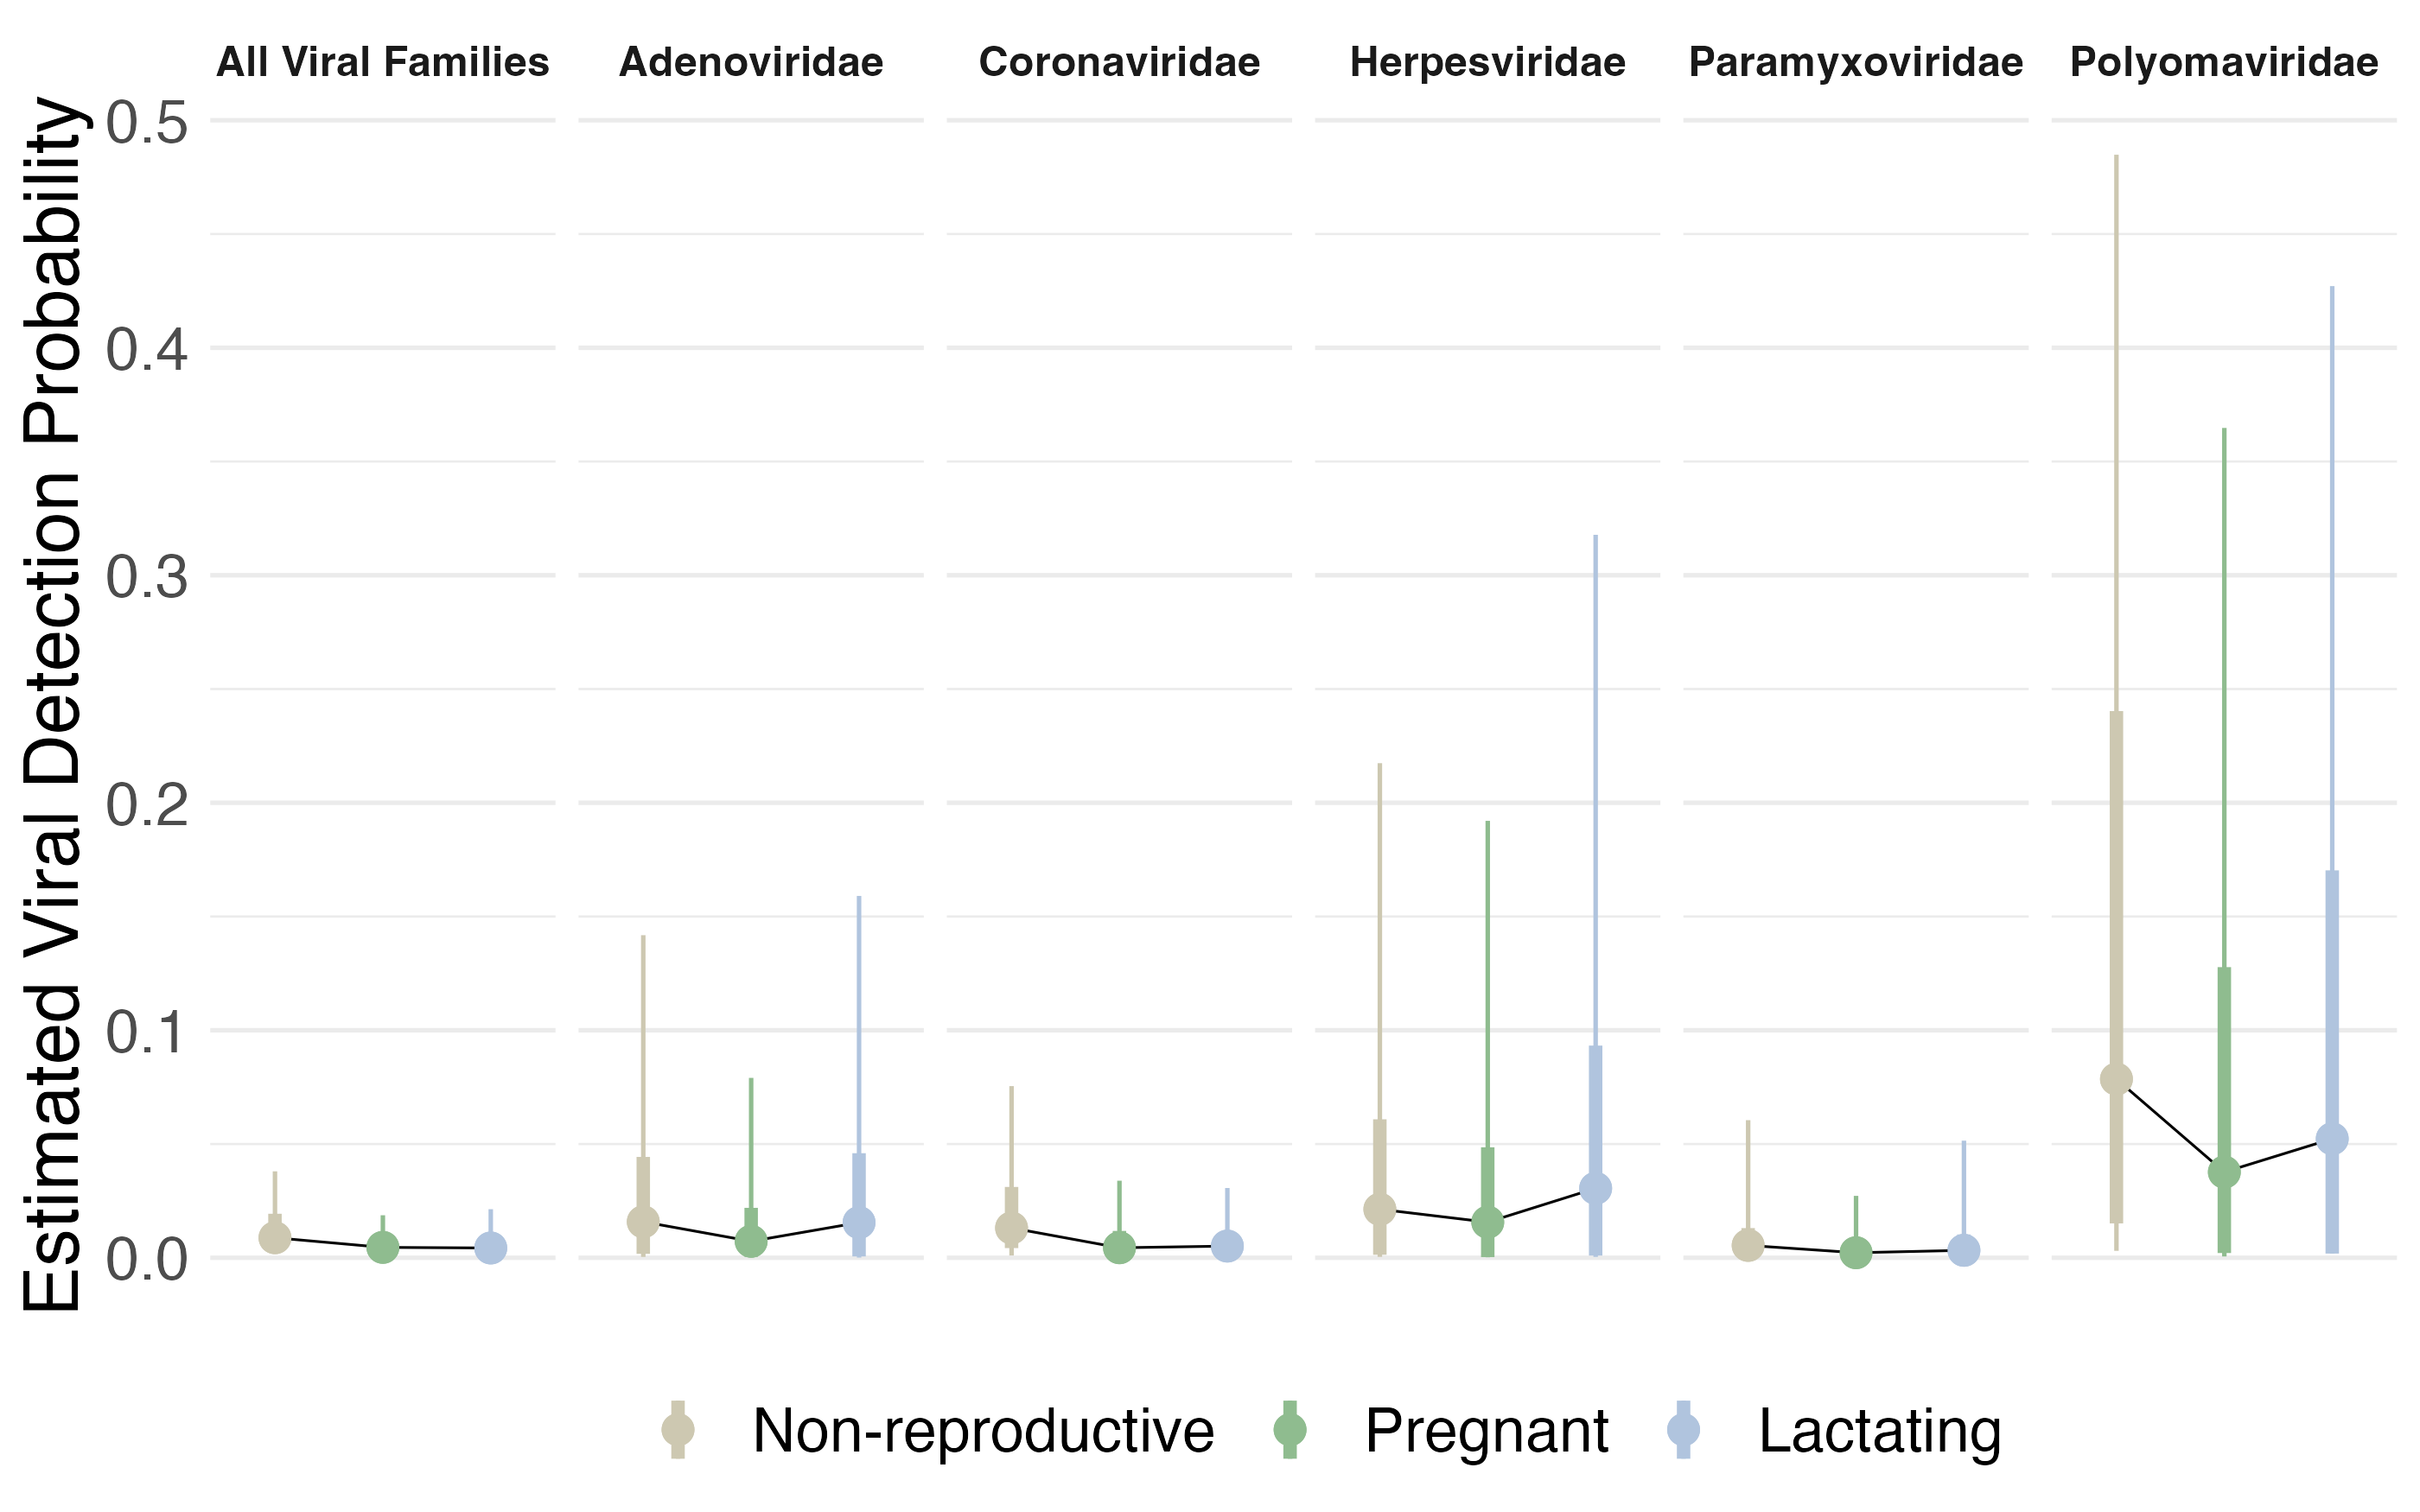 All Viral Families Adenoviridae Coronaviridae Herpesviridae Paramyxoviridae Polyomaviridae
Estimated Viral Detection Probability
0.5
0.4
0.3
0.2
0.1
0.0
Non-reproductive Pregnant Lactating